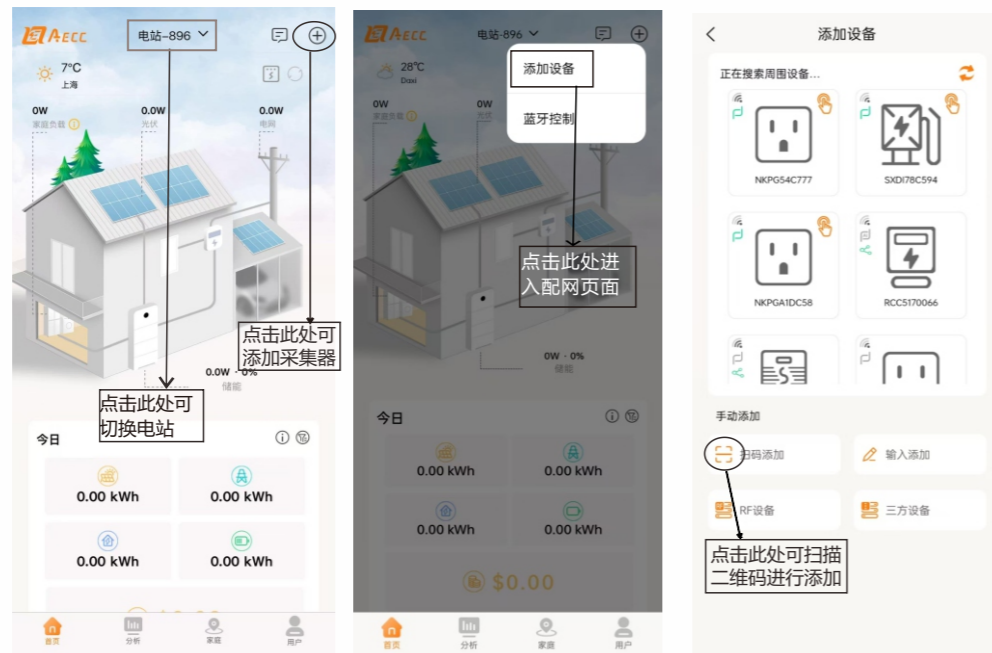 AECC
电站-896
7°C
上海
0W
家庭负载
0.0W
光伏
0.0W
电网
点击此处可
添加采集器
0.0W · 0%
储能
点击此处可
切换电站
今日
0.00 kWh
0.00 kWh
0.00 kWh
0.00 kWh
首页
分析
家庭
用户
AECC
电站-896
28°C
Daxi
添加设备
蓝牙控制
0W
家庭负载
0W
光伏
点击此处进
入配网页面
0W · 0%
储能
今日
0.00 kWh
0.00 kWh
0.00 kWh
0.00 kWh
$0.00
首页
分析
家庭
用户
添加设备
正在搜索周围设备...
NKPG54C777
SXDI78C594
NKPGA1DC58
RCC5170066
手动添加
扫码添加
输入添加
RF设备
三方设备
点击此处可扫描
二维码进行添加